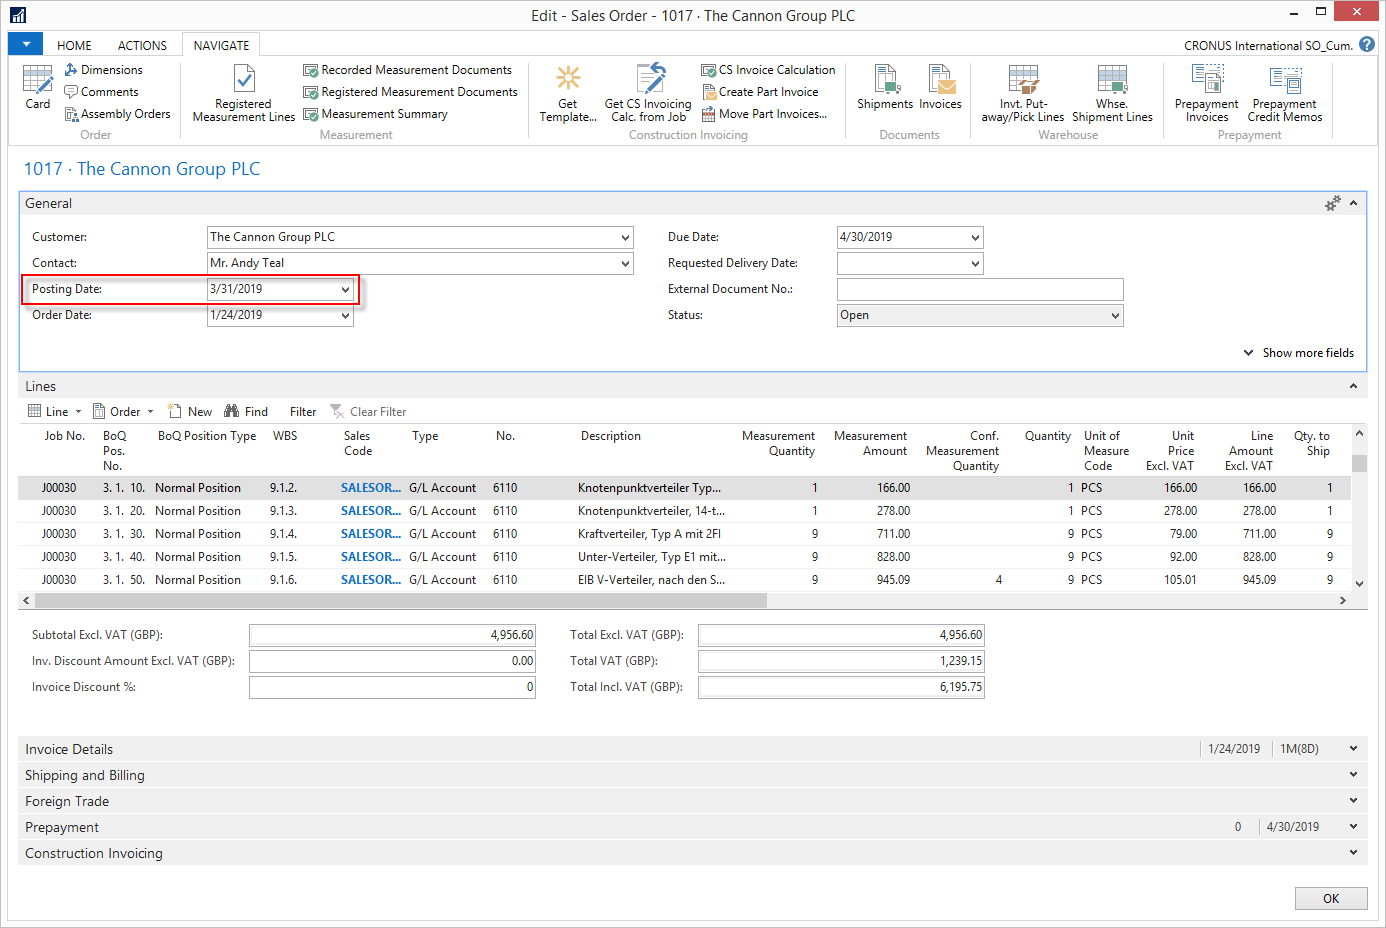 Edit - Sales Order - 1017 · The Cannon Group PLC
HOME ACTIONS NAVIGATE CRONUS International SO_Cum. ?
Card
Dimensions
Comments
Assembly Orders
Order
Registered
Measurement Lines
Recorded Measurement Documents
Registered Measurement Documents
Measurement Summary
Measurement
Get
Template...
Get CS Invoicing
Calc. from Job
CS Invoice Calculation
Create Part Invoice
Move Part Invoices...
Construction Invoicing
Shipments
Invoices
Documents
Invt. Put-
away/Pick Lines
Whse.
Shipment Lines
Warehouse
Prepayment
Invoices
Prepayment
Credit Memos
Prepayment
1017 · The Cannon Group PLC
General
Customer: The Cannon Group PLC
Contact: Mr. Andy Teal
Posting Date: 3/31/2019
Order Date: 1/24/2019
Due Date: 4/30/2019
Requested Delivery Date:
External Document No.:
Status: Open
Show more fields
Lines
Line Order New Find Filter Clear Filter
Job No.
BoQ
Pos.
No.
BoQ Position Type
WBS
Sales
Code
Type
No.
Description
Measurement
Quantity
Measurement
Amount
Conf.
Measurement
Quantity
Quantity
Unit of
Measure
Code
Unit
Price
Excl. VAT
Line
Amount
Excl. VAT
Qty. to
Ship
J00030 3. 1. 10. Normal Position 9.1.2. SALESOR... G/L Account 6110 Knotenpunktverteiler Typ... 1 166.00 1 PCS 166.00 166.00 1
J00030 3. 1. 20. Normal Position 9.1.3. SALESOR... G/L Account 6110 Knotenpunktverteiler, 14-t... 1 278.00 1 PCS 278.00 278.00 1
J00030 3. 1. 30. Normal Position 9.1.4. SALESOR... G/L Account 6110 Kraftverteiler, Typ A mit 2Fl 9 711.00 9 PCS 79.00 711.00 9
J00030 3. 1. 40. Normal Position 9.1.5. SALESOR... G/L Account 6110 Unter-Verteiler, Typ E1 mit... 9 828.00 9 PCS 92.00 828.00 9
J00030 3. 1. 50. Normal Position 9.1.6. SALESOR... G/L Account 6110 EIB V-Verteiler, nach den S... 9 945.09 4 9 PCS 105.01 945.09 9
Subtotal Excl. VAT (GBP): 4,956.60
Inv. Discount Amount Excl. VAT (GBP): 0.00
Invoice Discount %: 0
Total Excl. VAT (GBP): 4,956.60
Total VAT (GBP): 1,239.15
Total Incl. VAT (GBP): 6,195.75
Invoice Details 1/24/2019 1M(8D)
Shipping and Billing
Foreign Trade
Prepayment 0 4/30/2019
Construction Invoicing
OK